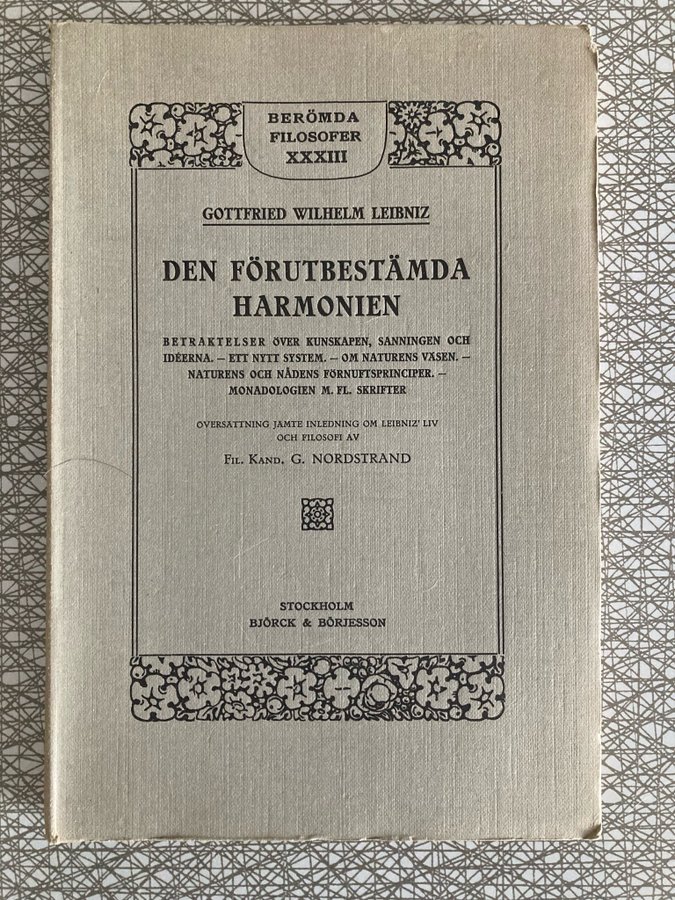 BERÖMDA
FILOSOFER
XXXIII
GOTTFRIED WILHELM LEIBNIZ
DEN FÖRUTBESTÄMDA
HARMONIEN
BETRAKTELSER ÖVER KUNSKAPEN, SANNINGEN OCH
IDÉERNA. — ETT NYTT SYSTEM. — OM NATURENS VÄSEN. —
NATURENS OCH NÅDENS FÖRNUFTSPRINCIPER. —
MONADOLOGIEN M. FL. SKRIFTER
ÖVERSÄTTNING JÄMTE INLEDNING OM LEIBNIZ' LIV
OCH FILOSOFI AV
FIL. KAND. G. NORDSTRAND
STOCKHOLM
BJÖRCK & BÖRJESSON